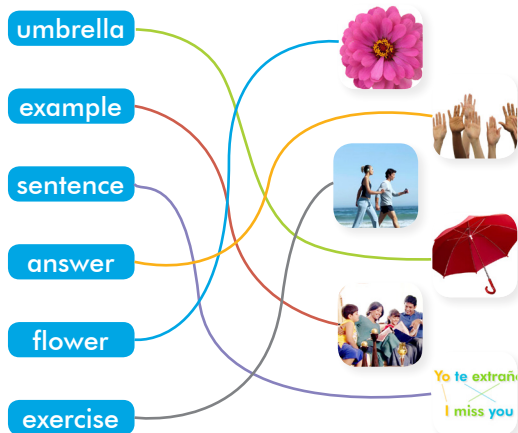 umbrella
example
sentence
answer
flower
exercise
Yo te extrañ
I miss you